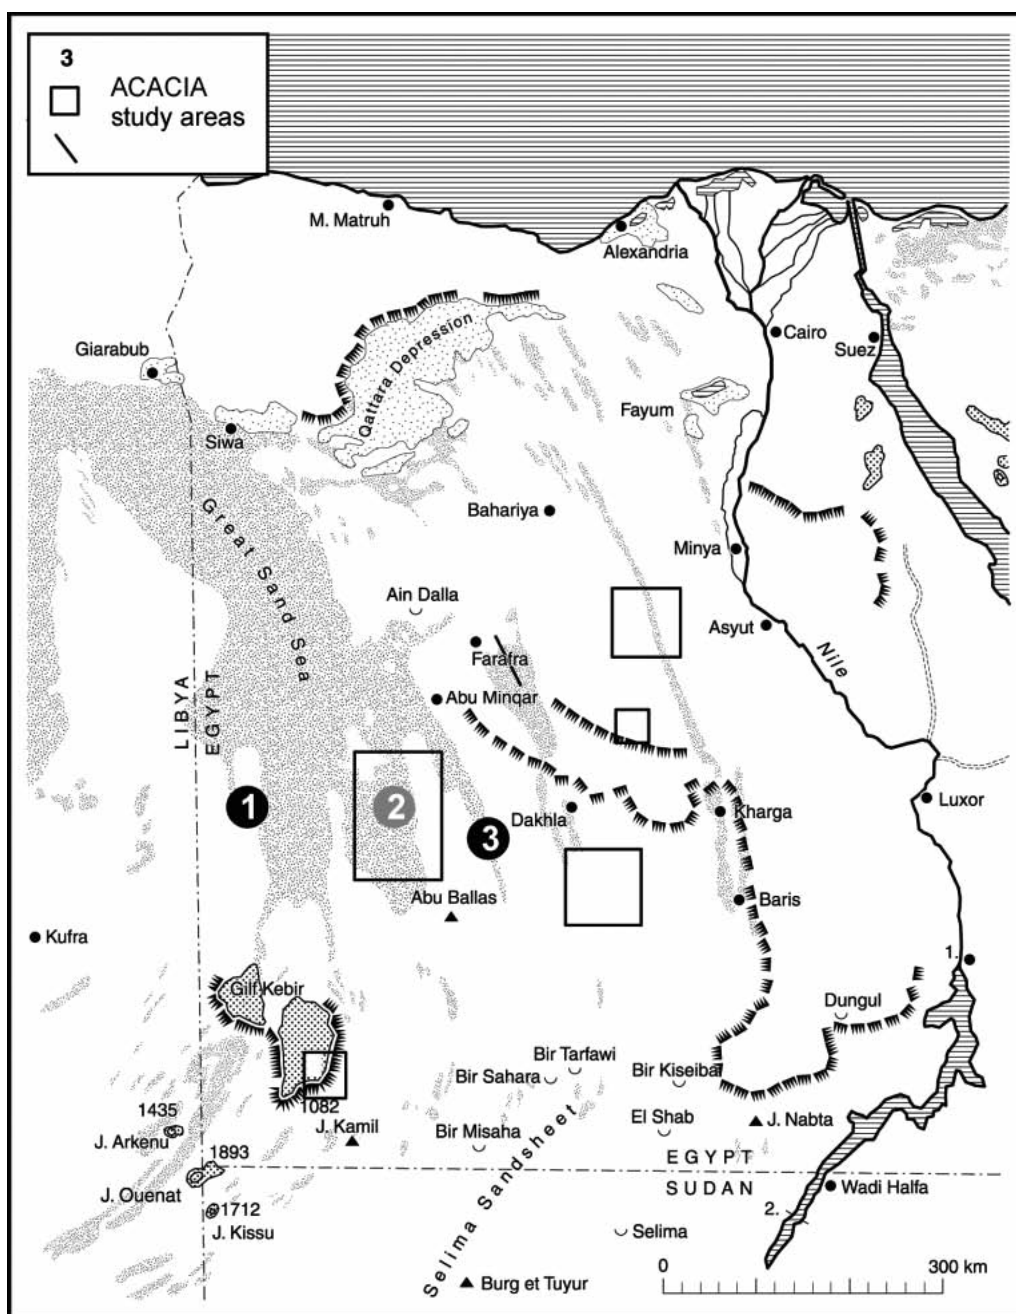 3
ACACIA
study areas
M. Matruh
Alexandria
Cairo
Suez
Giarabub
Qattara Depression
Fayum
Siwa
Great Sand Sea
Bahariya
Minya
Ain Dalla
Asyut
Farafra
Nile
Abu Minqar
LIBYA
EGYPT
1
2
3
Dakhla
Kharga
Luxor
Abu Ballas
Baris
Kufra
1.
Gilf Kebir
Dungul
Bir Tarfawi
Bir Sahara
Bir Kiseiba
1082
1435
J. Kamil
El Shab
J. Nabta
J. Arkenu
Bir Misaha
1893
EGYPT
SUDAN
J. Ouenat
Wadi Halfa
1712
J. Kissu
2.
Selima Sandsheet
Selima
0
300 km
Burg et Tuyur